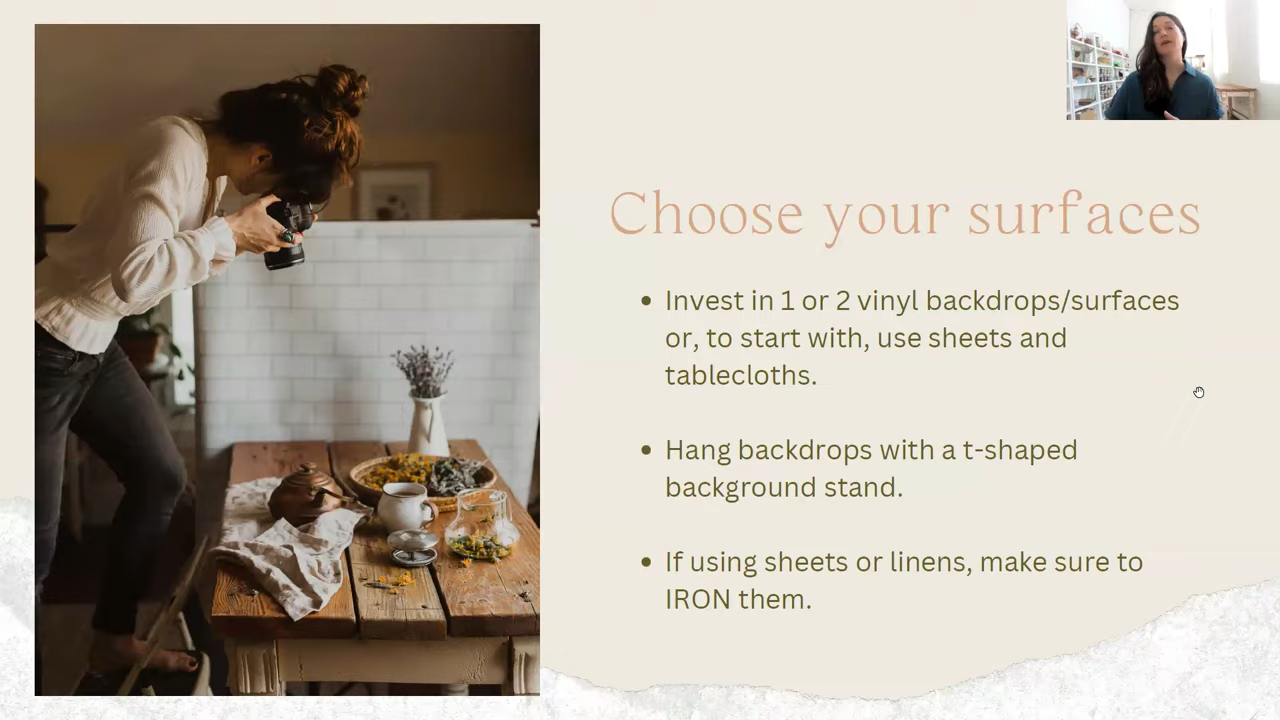 Choose your surfaces
• Invest in 1 or 2 vinyl backdrops/surfaces
or, to start with, use sheets and
tablecloths.
• Hang backdrops with a t-shaped
background stand.
• If using sheets or linens, make sure to
IRON them.